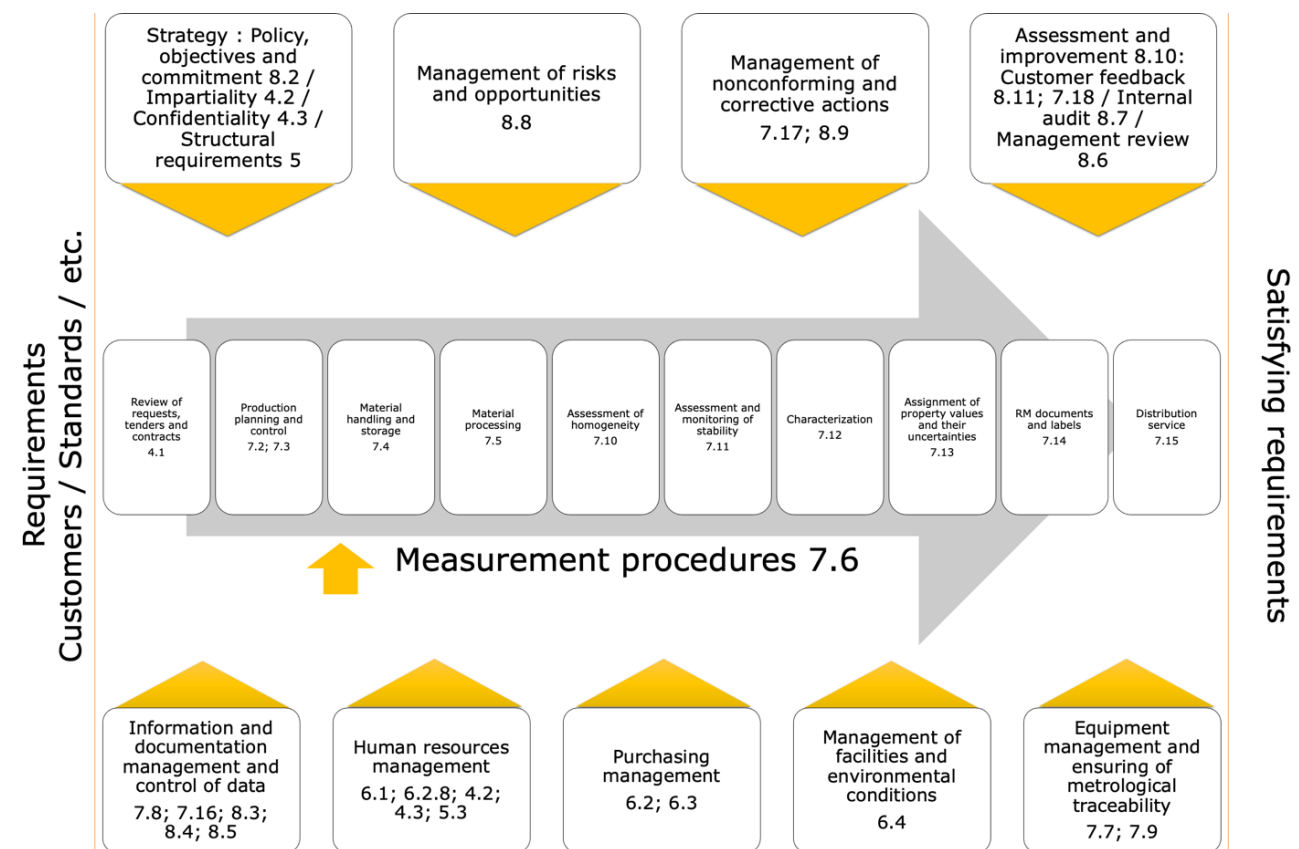 Strategy : Policy,
objectives and
commitment 8.2 /
Impartiality 4.2 /
Confidentiality 4.3 /
Structural
requirements 5
Management of risks
and opportunities
8.8
Management of
nonconforming and
corrective actions
7.17; 8.9
Assessment and
improvement 8.10:
Customer feedback
8.11; 7.18 / Internal
audit 8.7 /
Management review
8.6
Requirements
Customers / Standards / etc.
Review of
requests,
tenders and
contracts
4.1
Production
planning and
control
7.2; 7.3
Material
handling and
storage
7.4
Material
processing
7.5
Assessment of
homogeneity
7.10
Assessment and
monitoring of
stability
7.11
Characterization
7.12
Assignment of
property values
and their
uncertainties
7.13
RM documents
and labels
7.14
Distribution
service
7.15
Satisfying requirements
Measurement procedures 7.6
Information and
documentation
management and
control of data
7.8; 7.16; 8.3;
8.4; 8.5
Human resources
management
6.1; 6.2.8; 4.2;
4.3; 5.3
Purchasing
management
6.2; 6.3
Management of
facilities and
environmental
conditions
6.4
Equipment
management and
ensuring of
metrological
traceability
7.7; 7.9